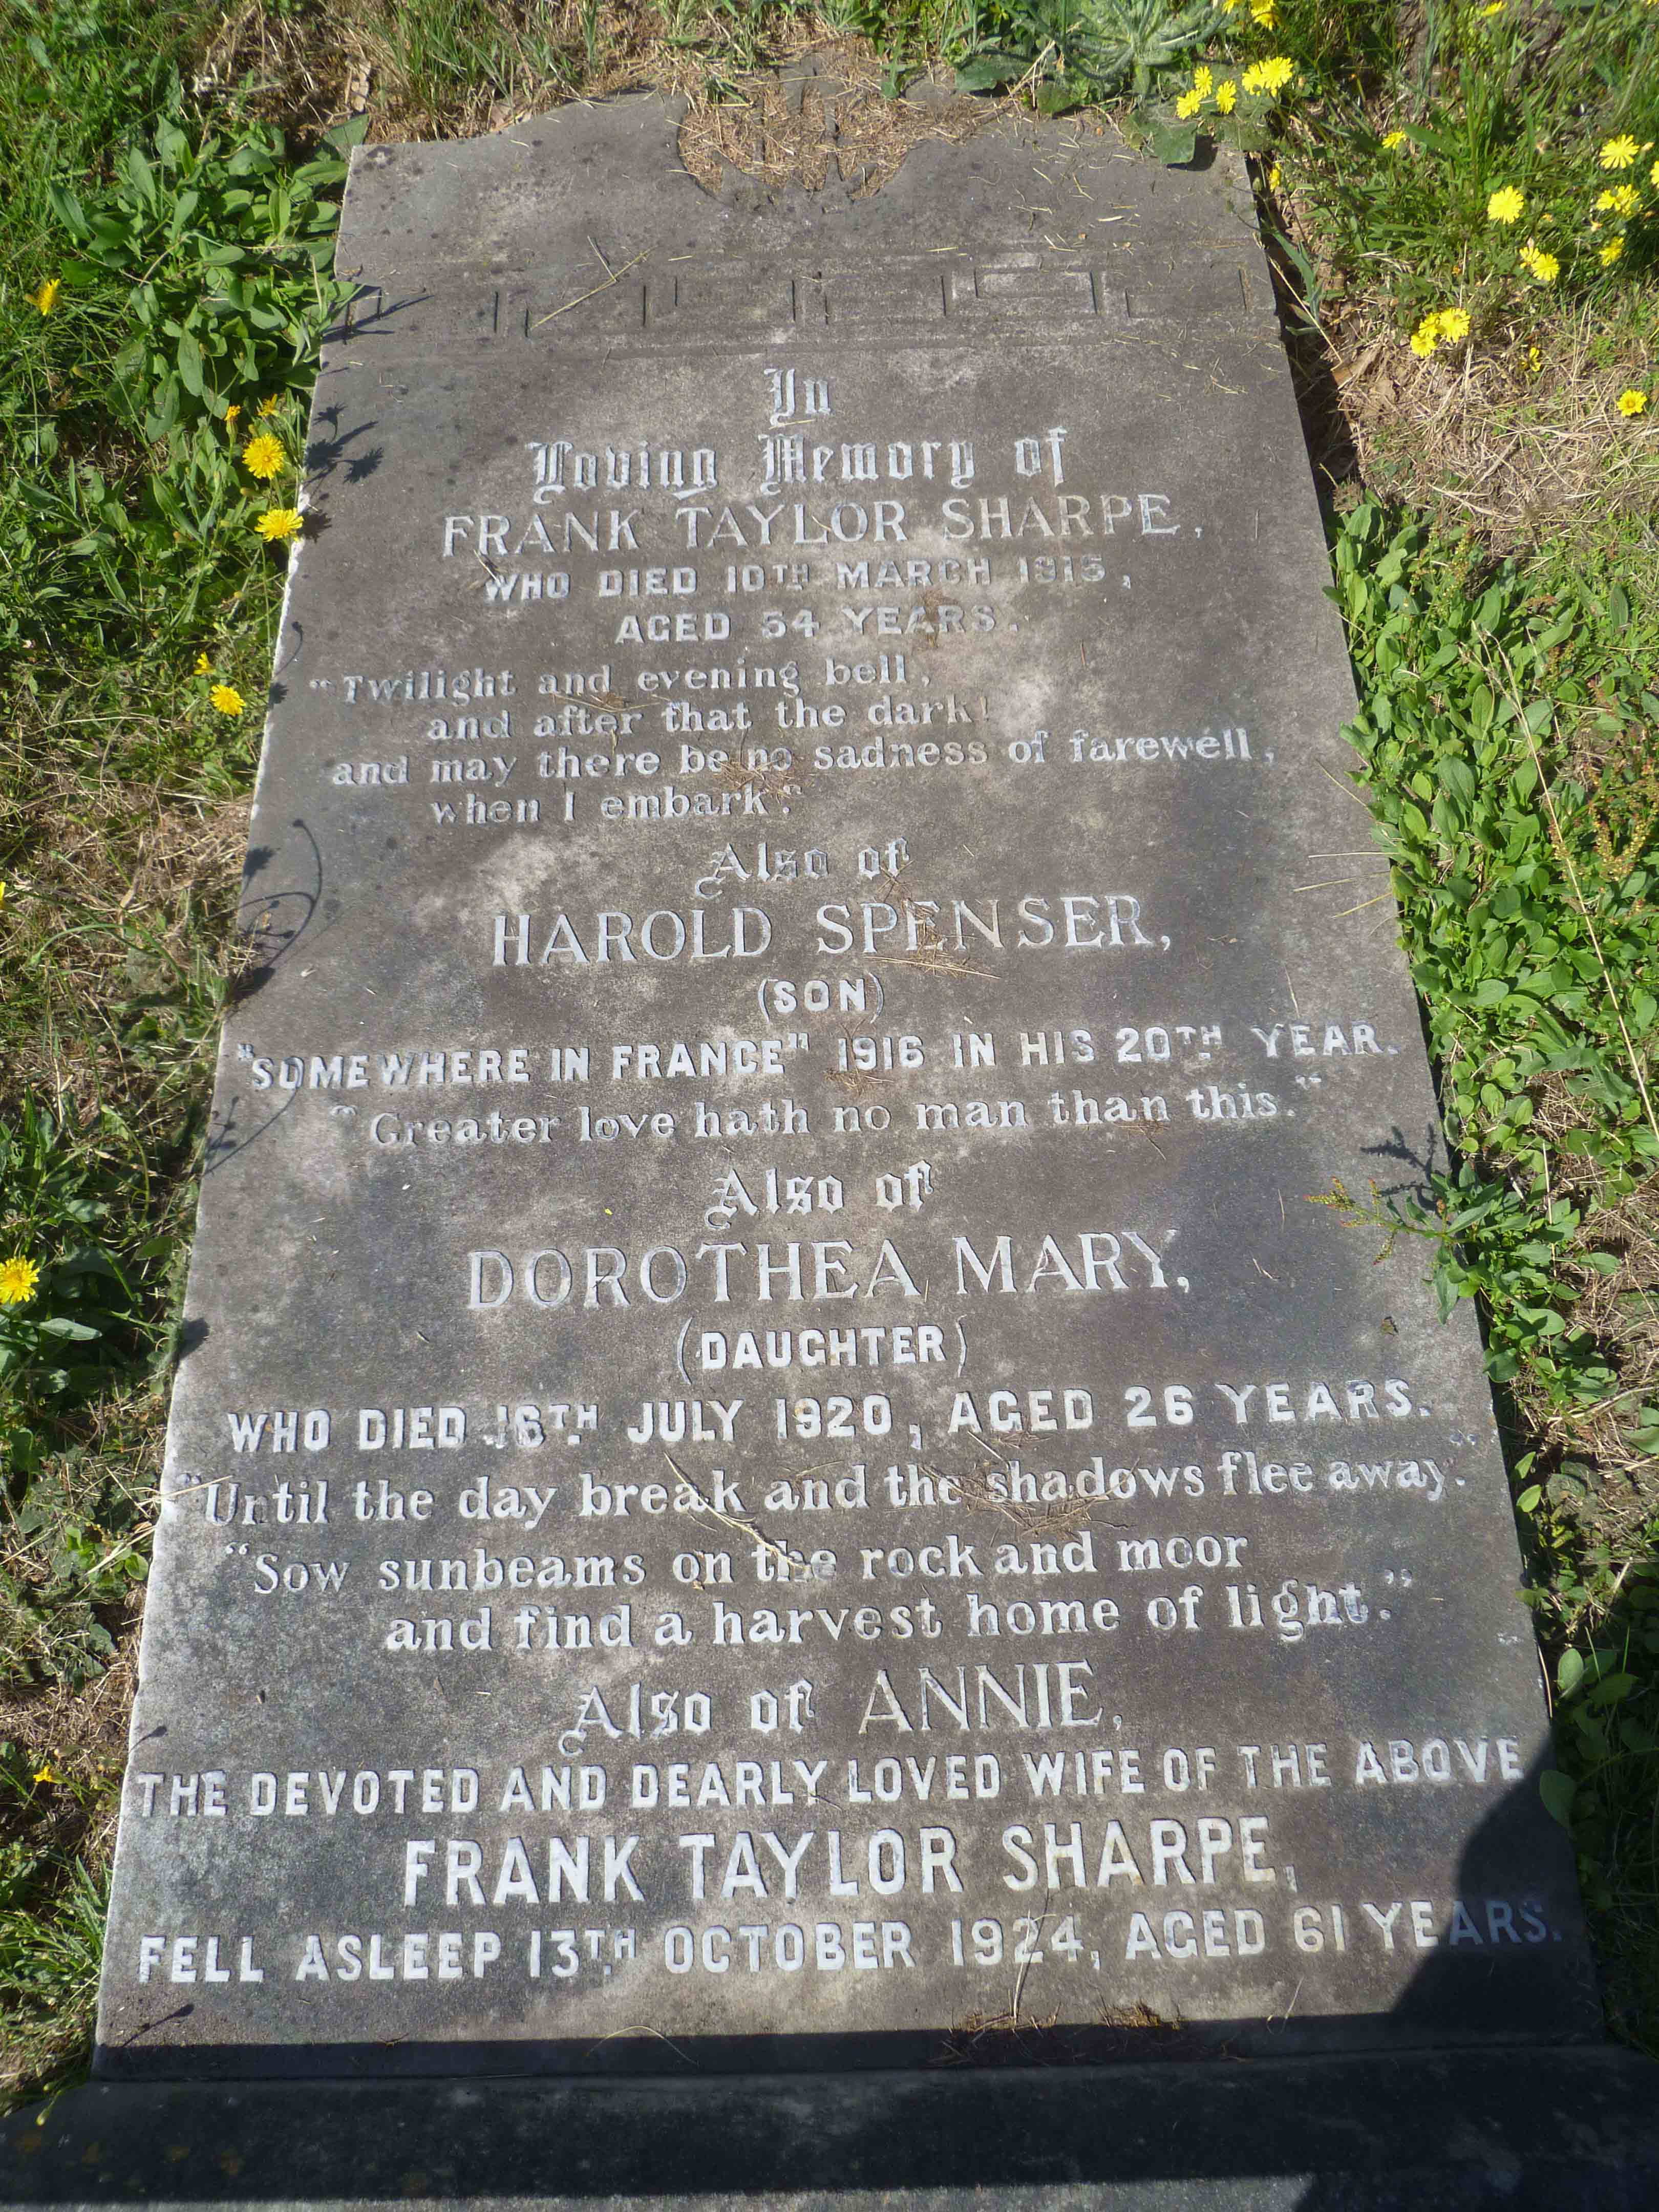 In
Loving Memory of
FRANK TAYLOR SHARPE,
WHO DIED 10TH MARCH 1915,
AGED 54 YEARS.
"Twilight and evening bell,
and after that the dark!
and may there be no sadness of farewell,
when I embark."
Also of
HAROLD SPENSER,
(SON)
"SOMEWHERE IN FRANCE" 1916 IN HIS 20TH YEAR.
"Greater love hath no man than this."
Also of
DOROTHEA MARY,
(DAUGHTER)
WHO DIED 16TH JULY 1920, AGED 26 YEARS.
"Until the day break and the shadows flee away."
"Sow sunbeams on the rock and moor
and find a harvest home of light."
Also of ANNIE,
THE DEVOTED AND DEARLY LOVED WIFE OF THE ABOVE
FRANK TAYLOR SHARPE,
FELL ASLEEP 13TH OCTOBER 1924, AGED 61 YEARS.